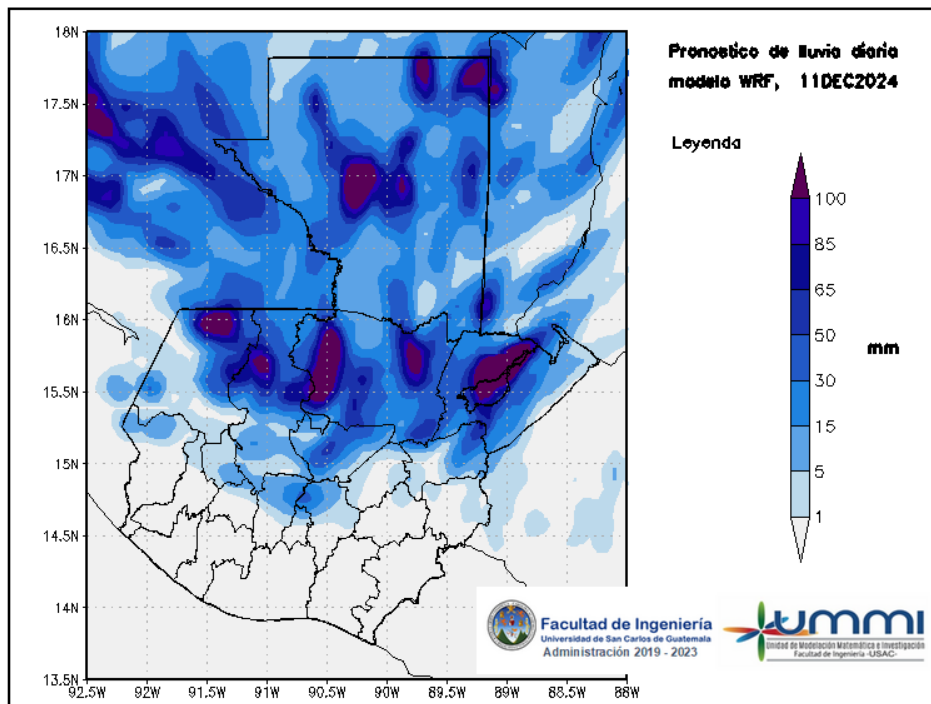 Pronostico de lluvia diaria
modelo WRF, 11DEC2024
Leyenda
100
85
65
50
30
15
5
1
mm
18N
17.5N
17N
16.5N
16N
15.5N
15N
14.5N
14N
13.5N
92.5W
92W
91.5W
91W
90.5W
90W
89.5W
89W
88.5W
88W
Facultad de Ingeniería
Universidad de San Carlos de Guatemala
Administración 2019 - 2023
UMMI
Unidad de Modelación Matemática e Investigación
Facultad de Ingeniería -USAC-